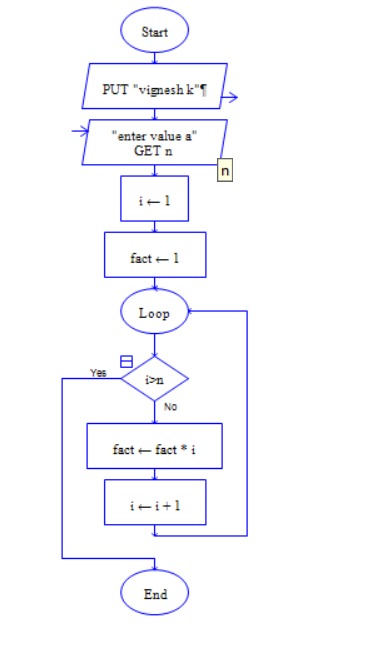 Start
PUT "vignesh k"¶
"enter value a"
GET n
n
i ← 1
fact ← 1
Loop
i>n
Yes
No
fact ← fact * i
i ← i + 1
End